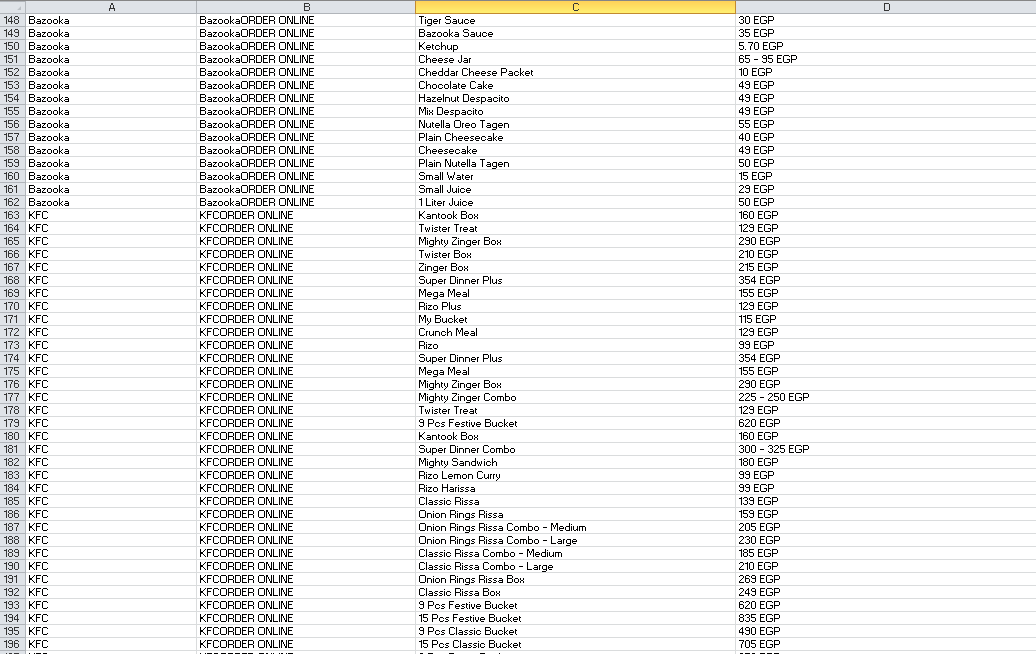 A B C D
148 Bazooka BazookaORDER ONLINE Tiger Sauce 30 EGP
149 Bazooka BazookaORDER ONLINE Bazooka Sauce 35 EGP
150 Bazooka BazookaORDER ONLINE Ketchup 5.70 EGP
151 Bazooka BazookaORDER ONLINE Cheese Jar 65 - 95 EGP
152 Bazooka BazookaORDER ONLINE Cheddar Cheese Packet 10 EGP
153 Bazooka BazookaORDER ONLINE Chocolate Cake 49 EGP
154 Bazooka BazookaORDER ONLINE Hazelnut Despacito 49 EGP
155 Bazooka BazookaORDER ONLINE Mix Despacito 49 EGP
156 Bazooka BazookaORDER ONLINE Nutella Oreo Tagen 55 EGP
157 Bazooka BazookaORDER ONLINE Plain Cheesecake 40 EGP
158 Bazooka BazookaORDER ONLINE Cheesecake 49 EGP
159 Bazooka BazookaORDER ONLINE Plain Nutella Tagen 50 EGP
160 Bazooka BazookaORDER ONLINE Small Water 15 EGP
161 Bazooka BazookaORDER ONLINE Small Juice 29 EGP
162 Bazooka BazookaORDER ONLINE 1 Liter Juice 50 EGP
163 KFC KFCORDER ONLINE Kantook Box 160 EGP
164 KFC KFCORDER ONLINE Twister Treat 129 EGP
165 KFC KFCORDER ONLINE Mighty Zinger Box 290 EGP
166 KFC KFCORDER ONLINE Twister Box 210 EGP
167 KFC KFCORDER ONLINE Zinger Box 215 EGP
168 KFC KFCORDER ONLINE Super Dinner Plus 354 EGP
169 KFC KFCORDER ONLINE Mega Meal 155 EGP
170 KFC KFCORDER ONLINE Rizo Plus 129 EGP
171 KFC KFCORDER ONLINE My Bucket 115 EGP
172 KFC KFCORDER ONLINE Crunch Meal 129 EGP
173 KFC KFCORDER ONLINE Rizo 99 EGP
174 KFC KFCORDER ONLINE Super Dinner Plus 354 EGP
175 KFC KFCORDER ONLINE Mega Meal 155 EGP
176 KFC KFCORDER ONLINE Mighty Zinger Box 290 EGP
177 KFC KFCORDER ONLINE Mighty Zinger Combo 225 - 250 EGP
178 KFC KFCORDER ONLINE Twister Treat 129 EGP
179 KFC KFCORDER ONLINE 9 Pcs Festive Bucket 620 EGP
180 KFC KFCORDER ONLINE Kantook Box 160 EGP
181 KFC KFCORDER ONLINE Super Dinner Combo 300 - 325 EGP
182 KFC KFCORDER ONLINE Mighty Sandwich 180 EGP
183 KFC KFCORDER ONLINE Rizo Lemon Curry 99 EGP
184 KFC KFCORDER ONLINE Rizo Harissa 99 EGP
185 KFC KFCORDER ONLINE Classic Rissa 139 EGP
186 KFC KFCORDER ONLINE Onion Rings Rissa 159 EGP
187 KFC KFCORDER ONLINE Onion Rings Rissa Combo - Medium 205 EGP
188 KFC KFCORDER ONLINE Onion Rings Rissa Combo - Large 230 EGP
189 KFC KFCORDER ONLINE Classic Rissa Combo - Medium 185 EGP
190 KFC KFCORDER ONLINE Classic Rissa Combo - Large 210 EGP
191 KFC KFCORDER ONLINE Onion Rings Rissa Box 269 EGP
192 KFC KFCORDER ONLINE Classic Rissa Box 249 EGP
193 KFC KFCORDER ONLINE 9 Pcs Festive Bucket 620 EGP
194 KFC KFCORDER ONLINE 15 Pcs Festive Bucket 835 EGP
195 KFC KFCORDER ONLINE 9 Pcs Classic Bucket 490 EGP
196 KFC KFCORDER ONLINE 15 Pcs Classic Bucket 705 EGP